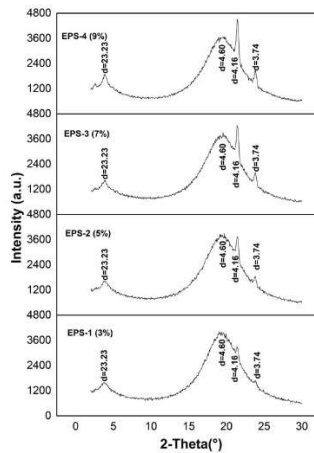 4800
EPS-4 (9%)
3600
2400
1200
d=23.23
d=4.60
d=4.16
d=3.74
4800
EPS-3 (7%)
3600
2400
1200
d=23.23
d=4.60
d=4.16
d=3.74
4800
EPS-2 (5%)
3600
2400
1200
d=23.23
d=4.60
d=4.16
d=3.74
4800
EPS-1 (3%)
3600
2400
1200
0
d=23.23
d=4.60
d=4.16
d=3.74
Intensity (a.u.)
0 5 10 15 20 25 30
2-Theta(°)